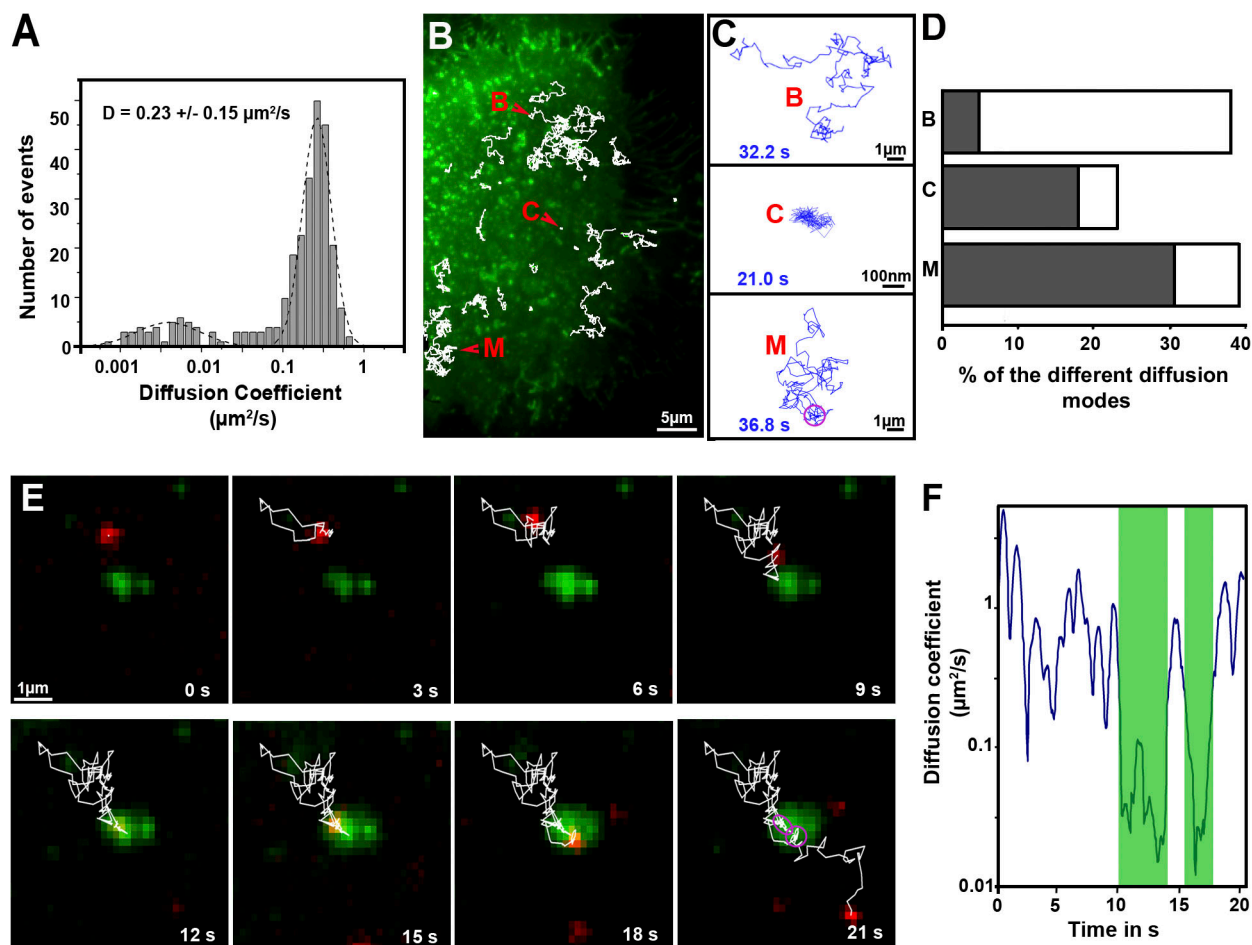 A
D = 0.23 +/- 0.15 µm²/s
Number of events
50
40
30
20
10
0
0.001
0.01
0.1
1
Diffusion Coefficient
(µm²/s)
B
B
C
M
5µm
C
B
32.2 s
1µm
C
21.0 s
100nm
M
36.8 s
1µm
D
B
C
M
0
10
20
30
40
% of the different diffusion
modes
E
1µm
0 s
3 s
6 s
9 s
12 s
15 s
18 s
21 s
F
Diffusion coefficient
(µm²/s)
1
0.1
0.01
0
5
10
15
20
Time in s